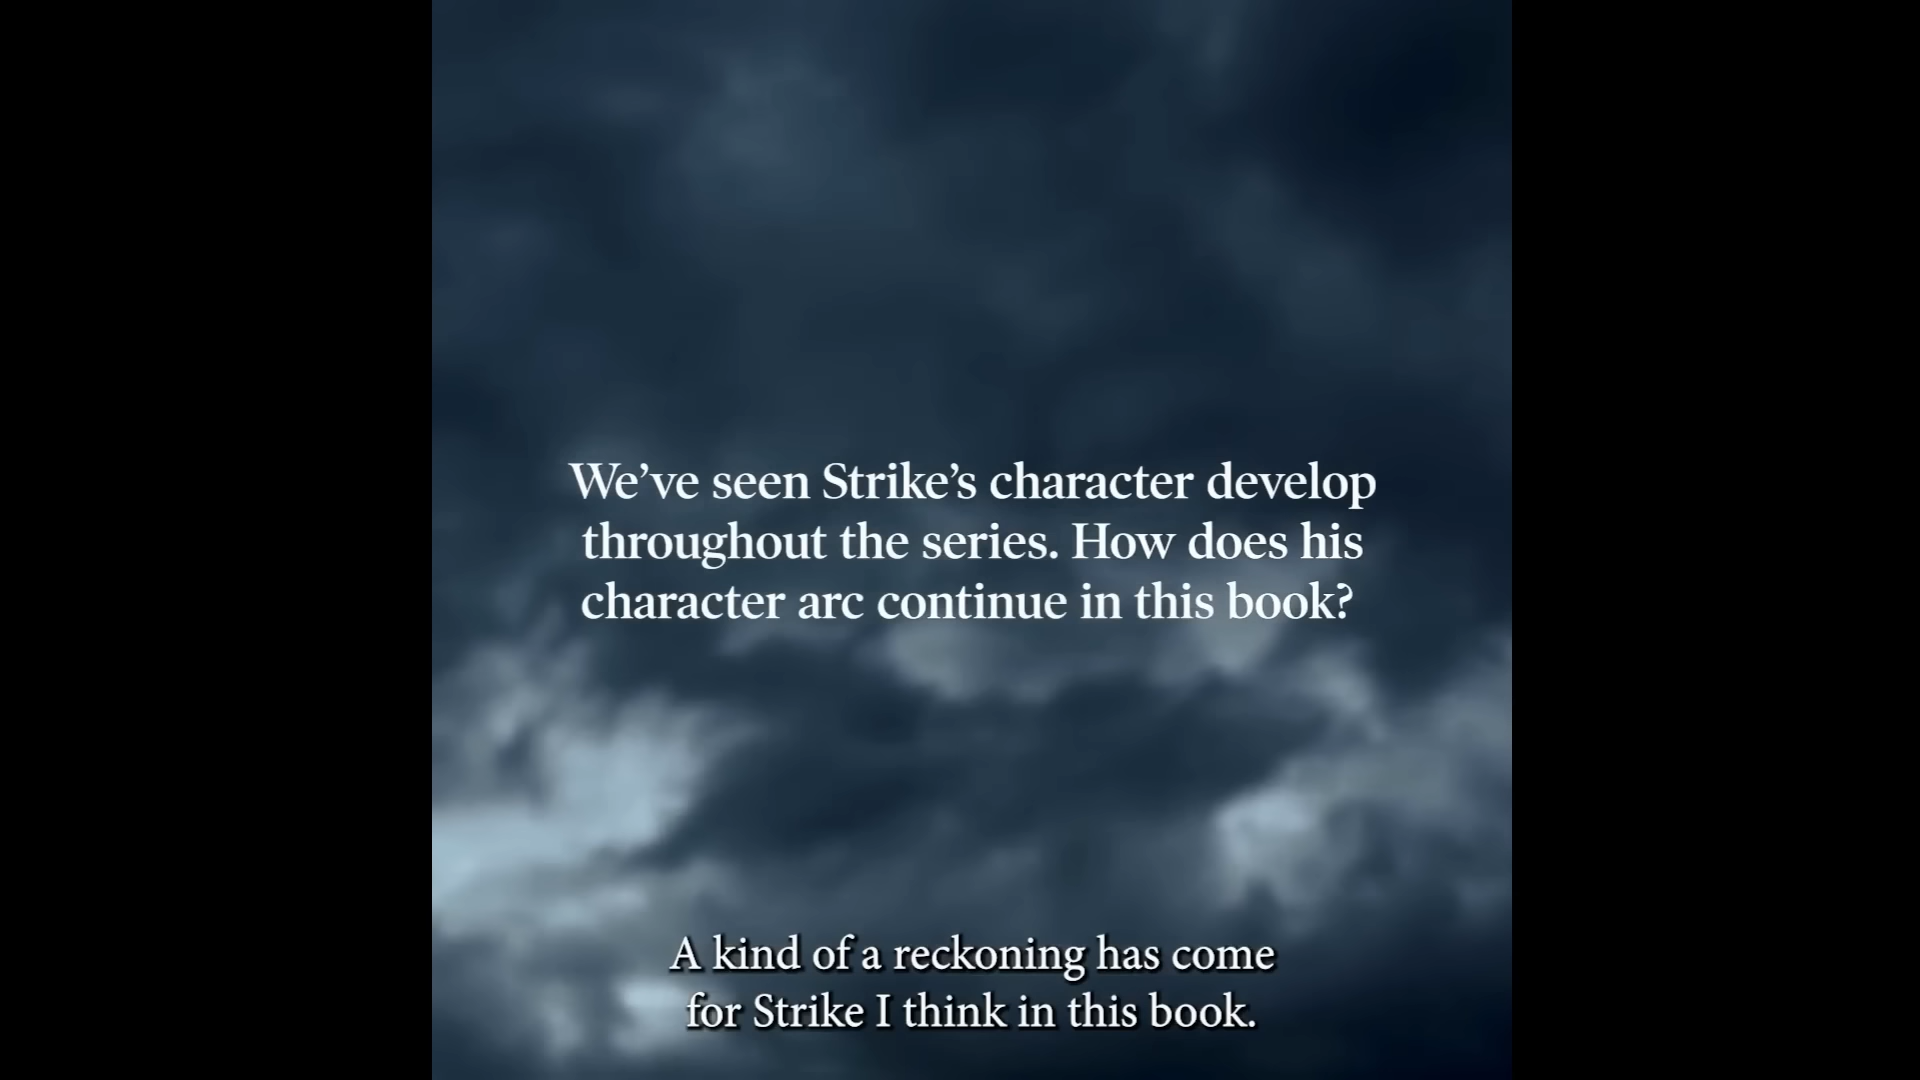 We’ve seen Strike’s character develop
throughout the series. How does his
character arc continue in this book?
A kind of a reckoning has come
for Strike I think in this book.